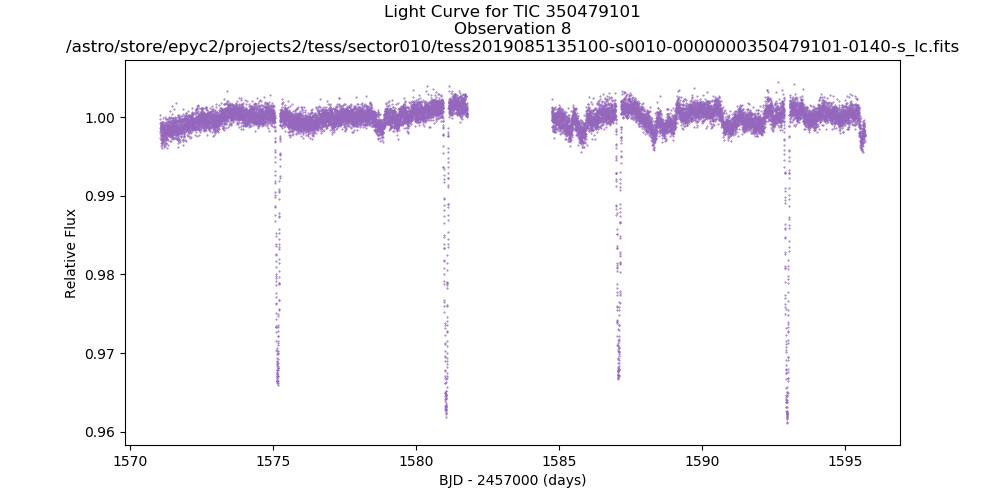 Light Curve for TIC 350479101
Observation 8
/astro/store/epyc2/projects2/tess/sector010/tess2019085135100-s0010-0000000350479101-0140-s_lc.fits
1.00
0.99
0.98
0.97
0.96
Relative Flux
1570
1575
1580
1585
1590
1595
BJD - 2457000 (days)